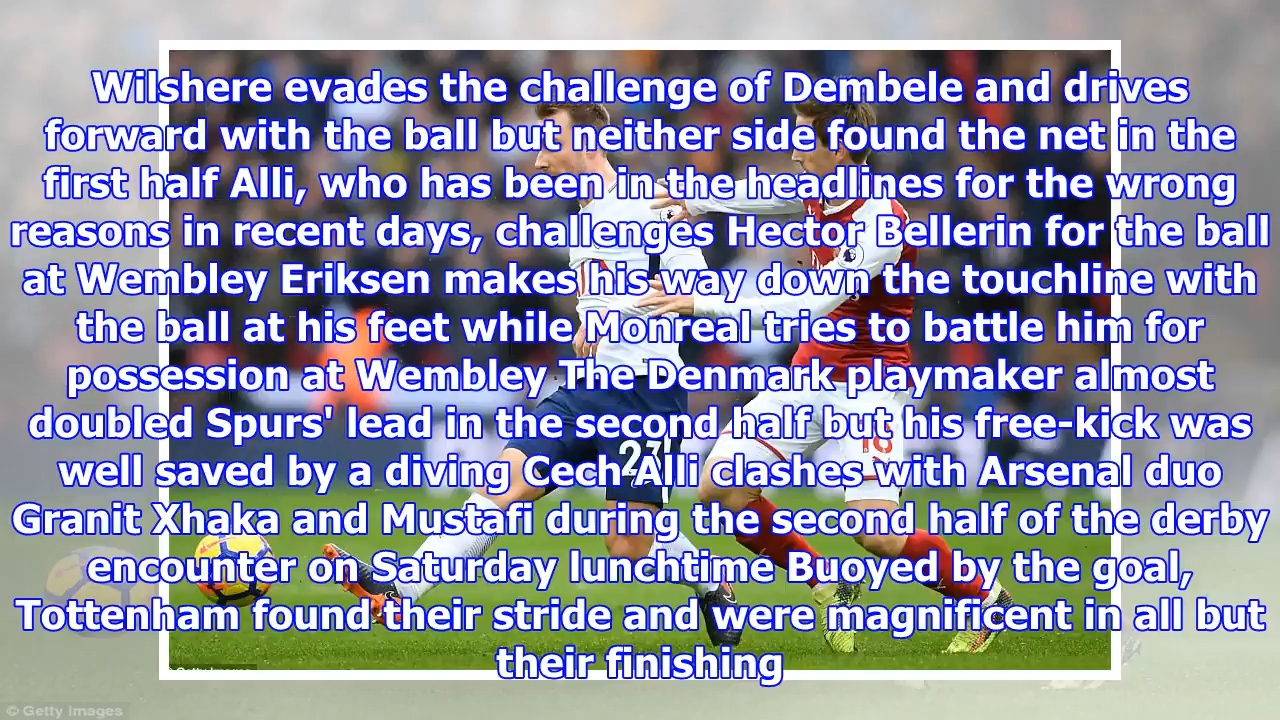 Wilshere evades the challenge of Dembele and drives
forward with the ball but neither side found the net in the
first half Alli, who has been in the headlines for the wrong
reasons in recent days, challenges Hector Bellerin for the ball
at Wembley Eriksen makes his way down the touchline with
the ball at his feet while Monreal tries to battle him for
possession at Wembley The Denmark playmaker almost
doubled Spurs' lead in the second half but his free-kick was
well saved by a diving Cech Alli clashes with Arsenal duo
Granit Xhaka and Mustafi during the second half of the derby
encounter on Saturday lunchtime Buoyed by the goal,
Tottenham found their stride and were magnificent in all but
their finishing
23
18
© Getty Images